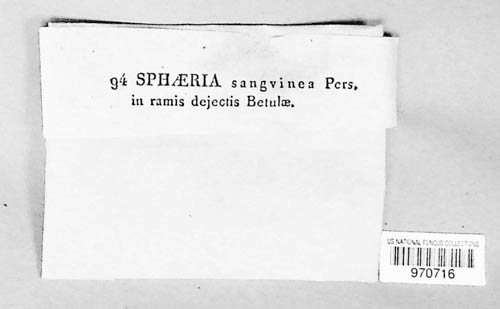 94 SPHÆRIA sangvinea Pers.
in ramis dejectis Betulæ.
US NATIONAL FUNGUS COLLECTIONS
970716